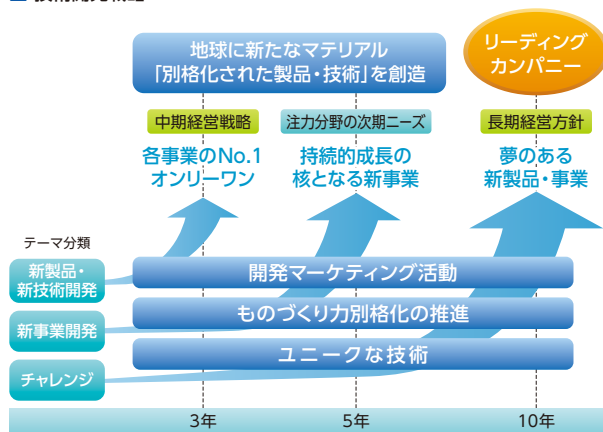 地球に新たなマテリアル
「別格化された製品・技術」を創造
リーディング
カンパニー
中期経営戦略
注力分野の次期ニーズ
長期経営方針
各事業のNo.1
オンリーワン
持続的成長の
核となる新事業
夢のある
新製品・事業
テーマ分類
新製品・
新技術開発
開発マーケティング活動
新事業開発
ものづくり力別格化の推進
チャレンジ
ユニークな技術
3年
5年
10年